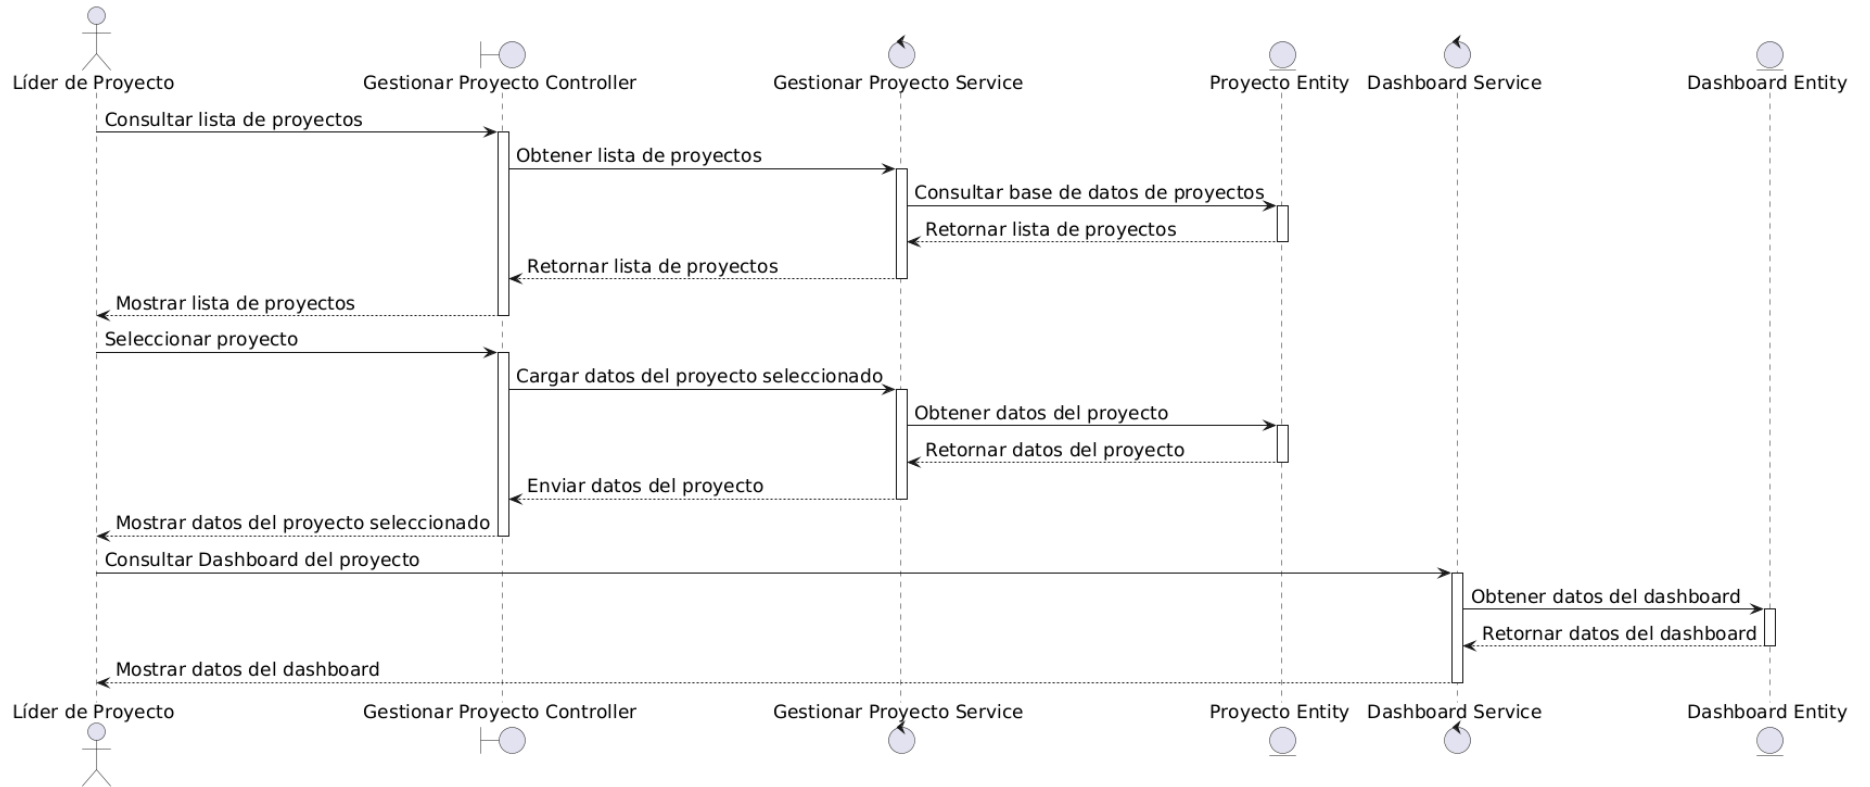 Líder de Proyecto
Gestionar Proyecto Controller
Gestionar Proyecto Service
Proyecto Entity
Dashboard Service
Dashboard Entity
Consultar lista de proyectos
Obtener lista de proyectos
Consultar base de datos de proyectos
Retornar lista de proyectos
Retornar lista de proyectos
Mostrar lista de proyectos
Seleccionar proyecto
Cargar datos del proyecto seleccionado
Obtener datos del proyecto
Retornar datos del proyecto
Enviar datos del proyecto
Mostrar datos del proyecto seleccionado
Consultar Dashboard del proyecto
Obtener datos del dashboard
Retornar datos del dashboard
Mostrar datos del dashboard
Líder de Proyecto
Gestionar Proyecto Controller
Gestionar Proyecto Service
Proyecto Entity
Dashboard Service
Dashboard Entity